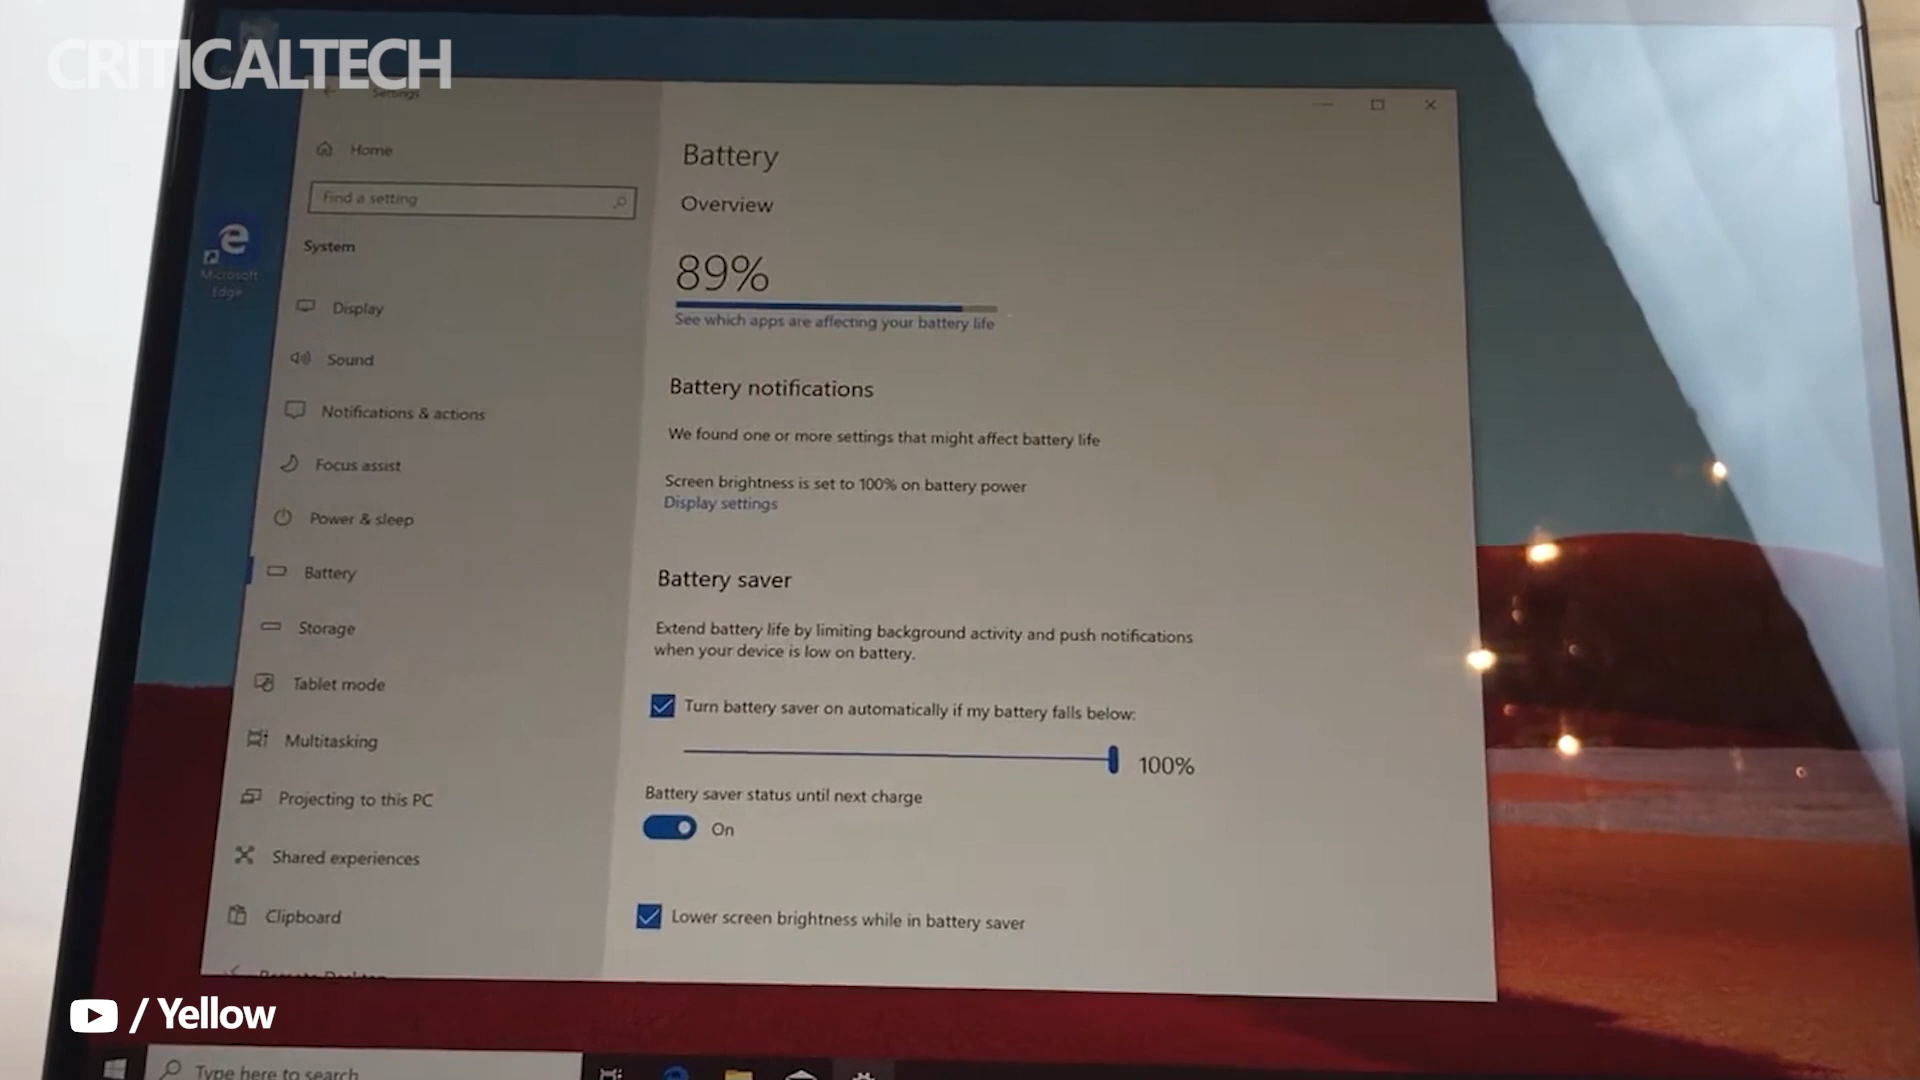 CRITICALTECH
Settings
Home
Find a setting
System
Display
Sound
Notifications & actions
Focus assist
Power & sleep
Battery
Storage
Tablet mode
Multitasking
Projecting to this PC
Shared experiences
Clipboard
Remote Desktop
Battery
Overview
89%
See which apps are affecting your battery life
Battery notifications
We found one or more settings that might affect battery life
Screen brightness is set to 100% on battery power
Display settings
Battery saver
Extend battery life by limiting background activity and push notifications
when your device is low on battery.
Turn battery saver on automatically if my battery falls below:
100%
Battery saver status until next charge
On
Lower screen brightness while in battery saver
Microsoft
Edge
/ Yellow
Type here to search